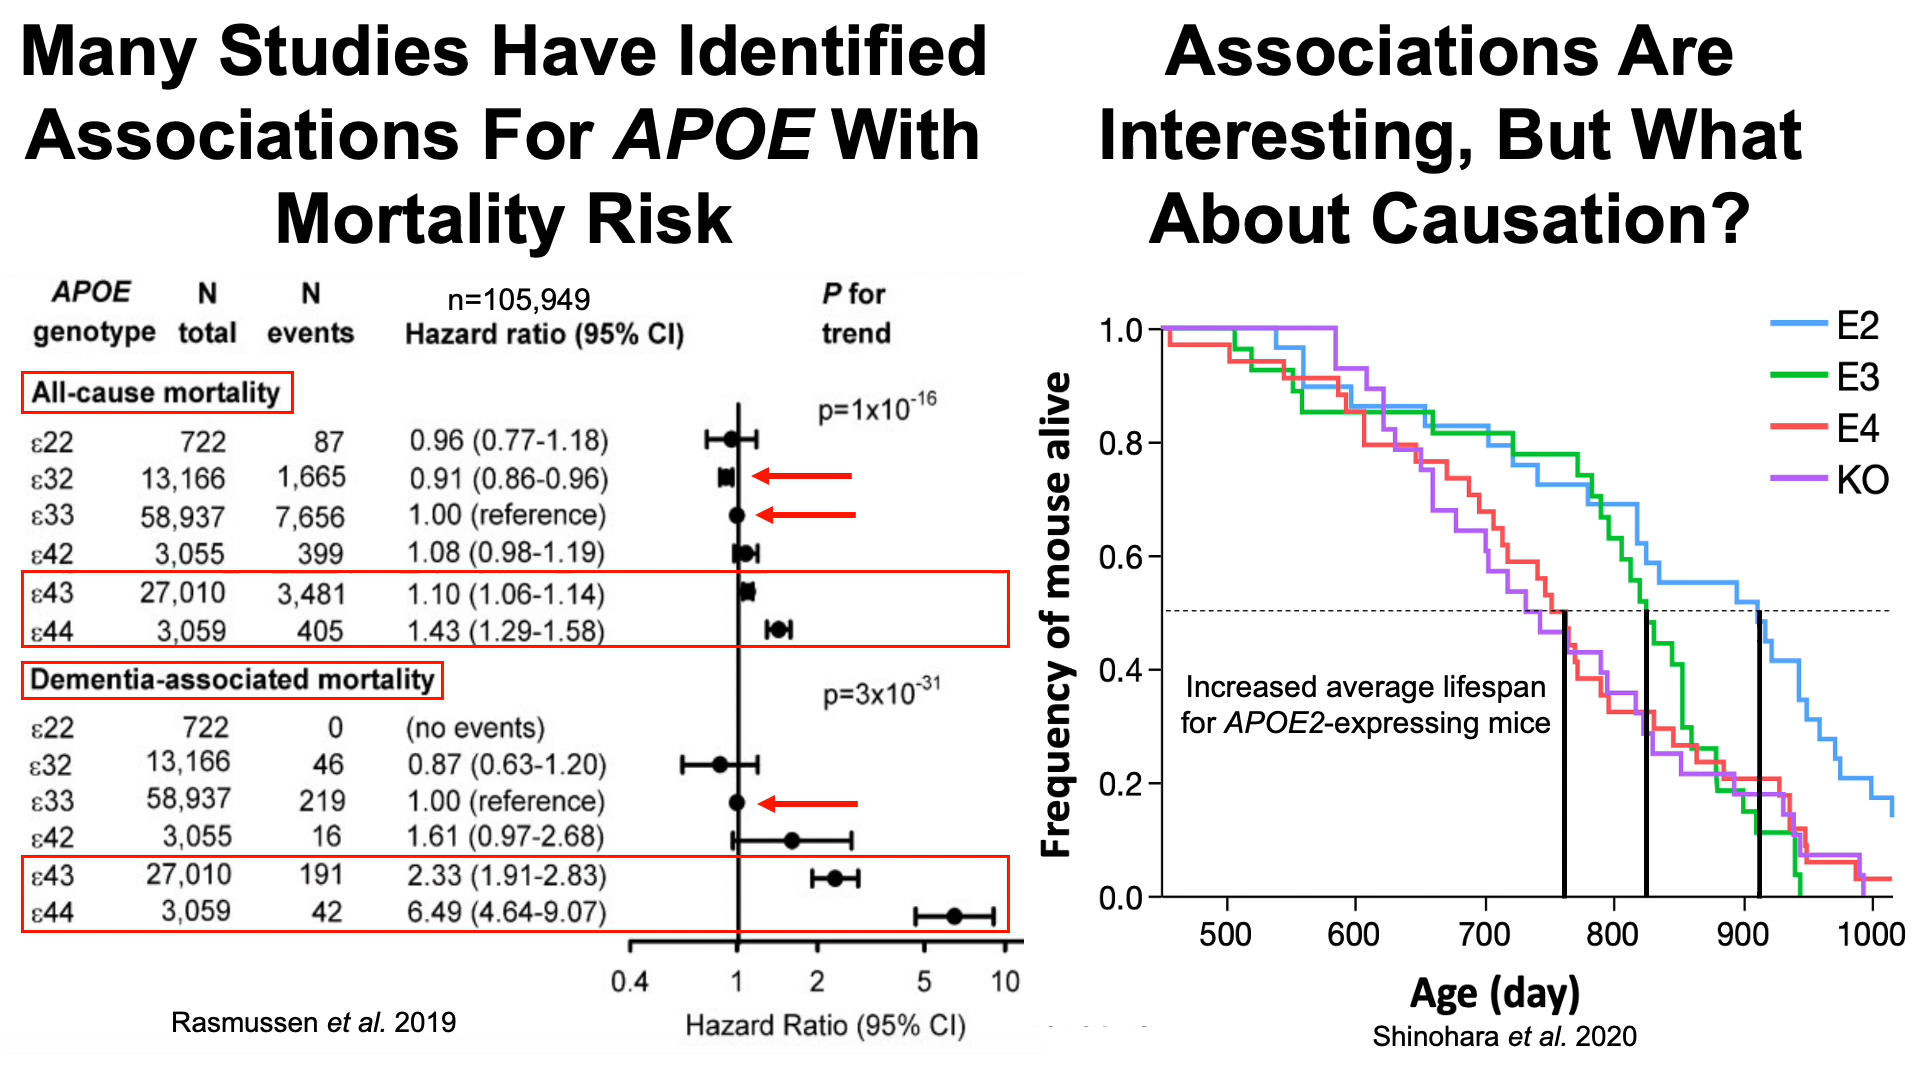 Many Studies Have Identified
Associations For APOE With
Mortality Risk
APOE genotype N total N events n=105,949 Hazard ratio (95% CI) P for trend
All-cause mortality
p=1x10⁻¹⁶
ε22 722 87 0.96 (0.77-1.18)
ε32 13,166 1,665 0.91 (0.86-0.96)
ε33 58,937 7,656 1.00 (reference)
ε42 3,055 399 1.08 (0.98-1.19)
ε43 27,010 3,481 1.10 (1.06-1.14)
ε44 3,059 405 1.43 (1.29-1.58)
Dementia-associated mortality
p=3x10⁻³¹
ε22 722 0 (no events)
ε32 13,166 46 0.87 (0.63-1.20)
ε33 58,937 219 1.00 (reference)
ε42 3,055 16 1.61 (0.97-2.68)
ε43 27,010 191 2.33 (1.91-2.83)
ε44 3,059 42 6.49 (4.64-9.07)
0.4 1 2 5 10
Hazard Ratio (95% CI)
Rasmussen et al. 2019
Associations Are
Interesting, But What
About Causation?
E2
E3
E4
KO
Frequency of mouse alive
1.0
0.8
0.6
0.4
0.2
0.0
Increased average lifespan
for APOE2-expressing mice
500 600 700 800 900 1000
Age (day)
Shinohara et al. 2020